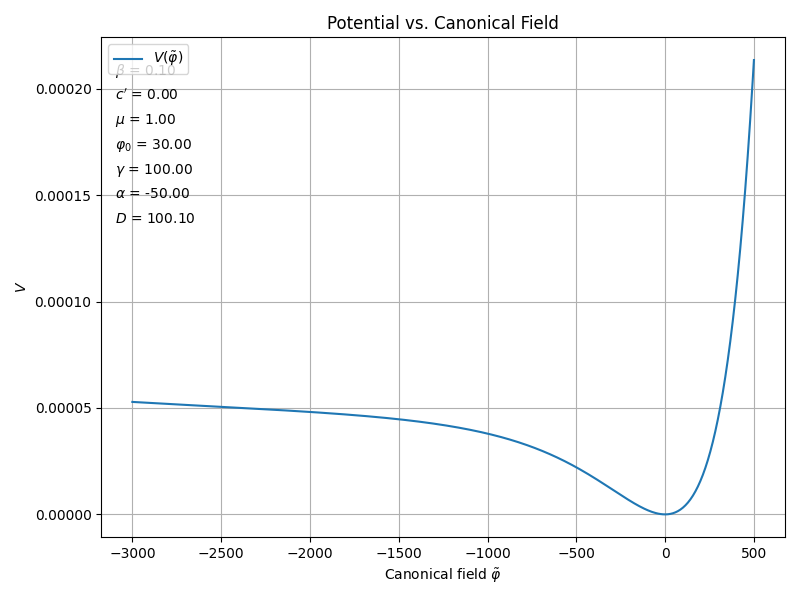 Potential vs. Canonical Field
V(φ̃)
β = 0.10
c′ = 0.00
μ = 1.00
φ₀ = 30.00
γ = 100.00
α = -50.00
D = 100.10
V
0.00020
0.00015
0.00010
0.00005
0.00000
−3000 −2500 −2000 −1500 −1000 −500 0 500
Canonical field φ̃